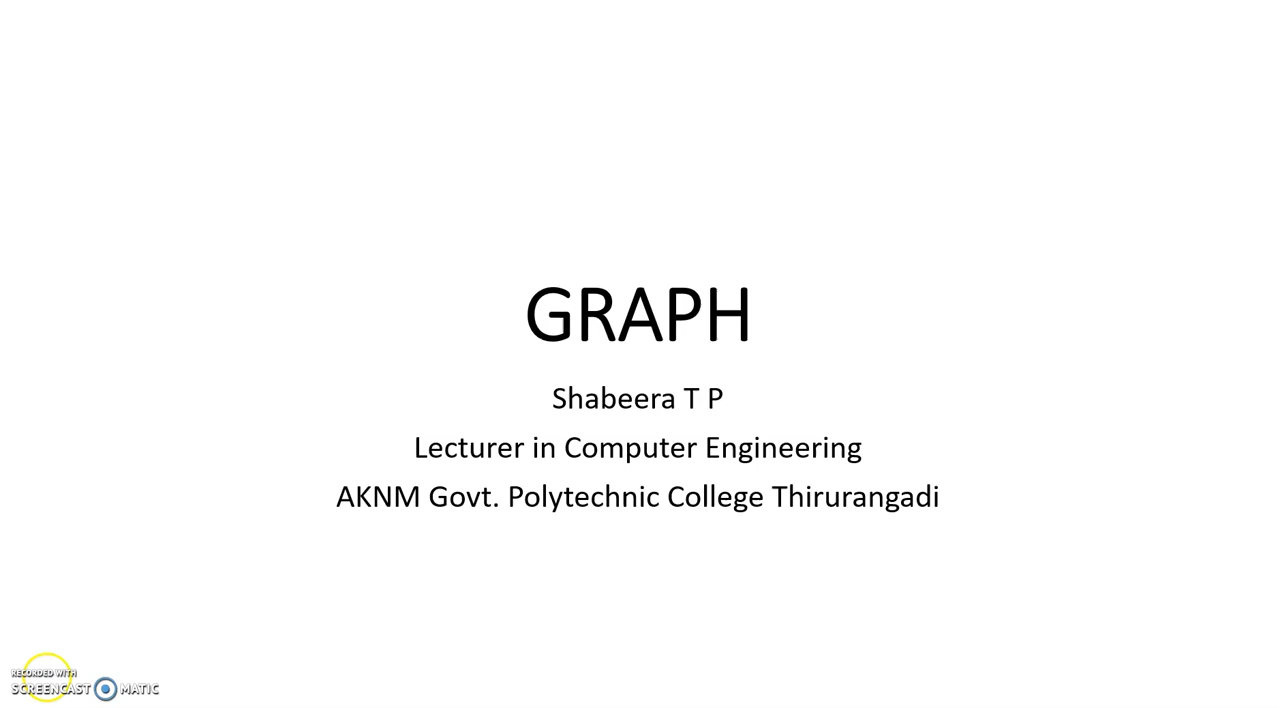 GRAPH
Shabeera T P
Lecturer in Computer Engineering
AKNM Govt. Polytechnic College Thirurangadi
RECORDED WITH
SCREENCAST MATIC